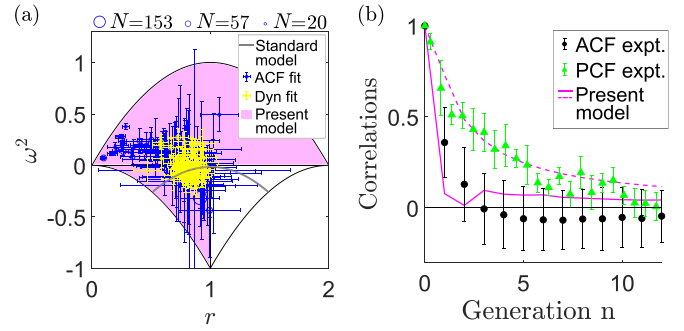 (a)
N=153 N=57 N=20
Standard
model
ACF fit
Dyn fit
Present
model
1
0.5
0
-0.5
-1
ω²
0 1 2
r
(b)
ACF expt.
PCF expt.
Present
model
1
0.5
0
Correlations
0 5 10
Generation n